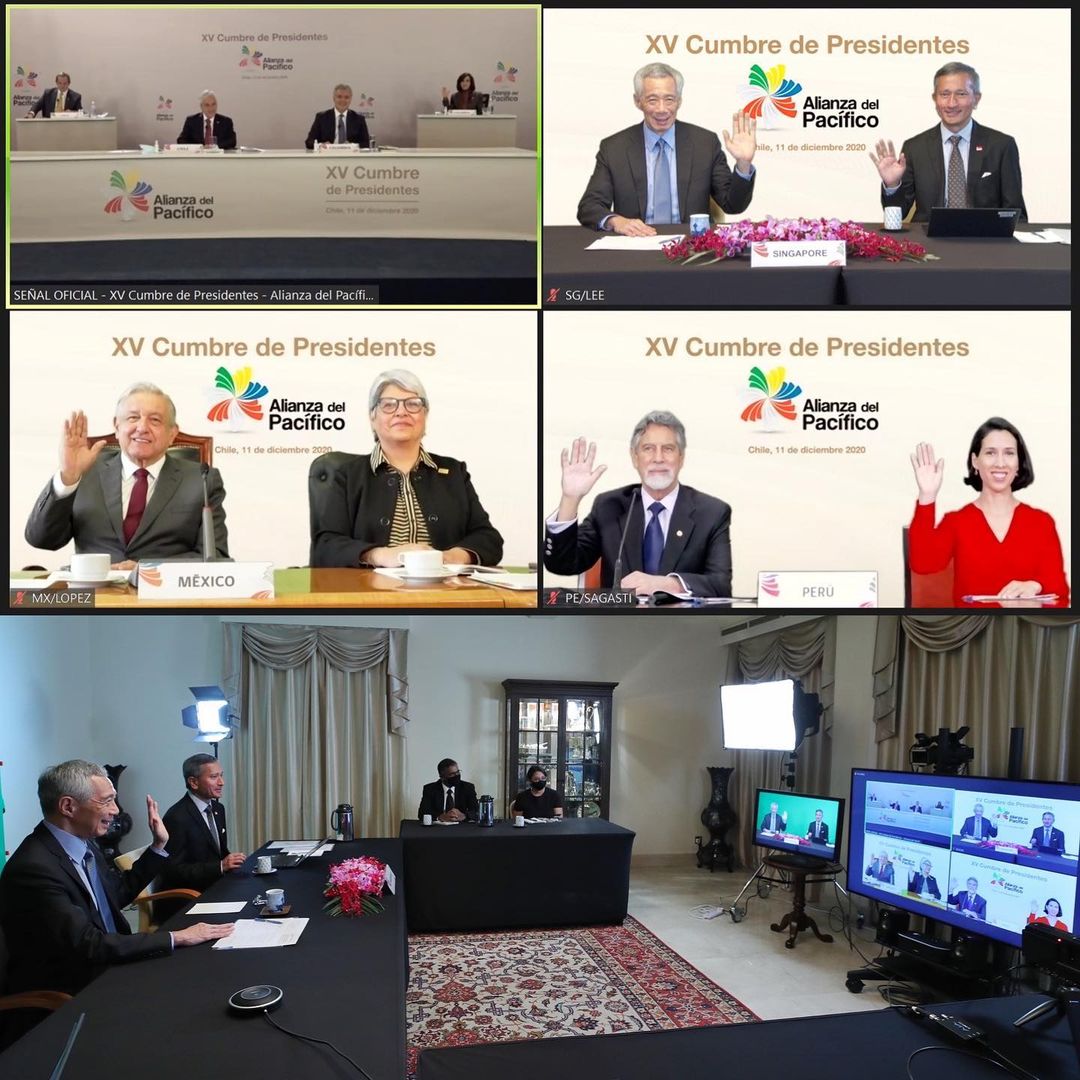 XV Cumbre de Presidentes
Alianza del
Pacífico
Alianza del
Pacífico
XV Cumbre
de Presidentes
Chile, 11 de diciembre 2020
SEÑAL OFICIAL - XV Cumbre de Presidentes - Alianza del Pacífi...
XV Cumbre de Presidentes
Alianza del
Pacífico
hile, 11 de diciembre 2020
SINGAPORE
SG/LEE
XV Cumbre de Presidentes
Alianza del
Pacífico
Chile, 11 de diciembre 2020
MÉXICO
MX/LOPEZ
XV Cumbre de Presidentes
Alianza del
Pacífico
Chile, 11 de diciembre 2020
PERÚ
PE/SAGASTI